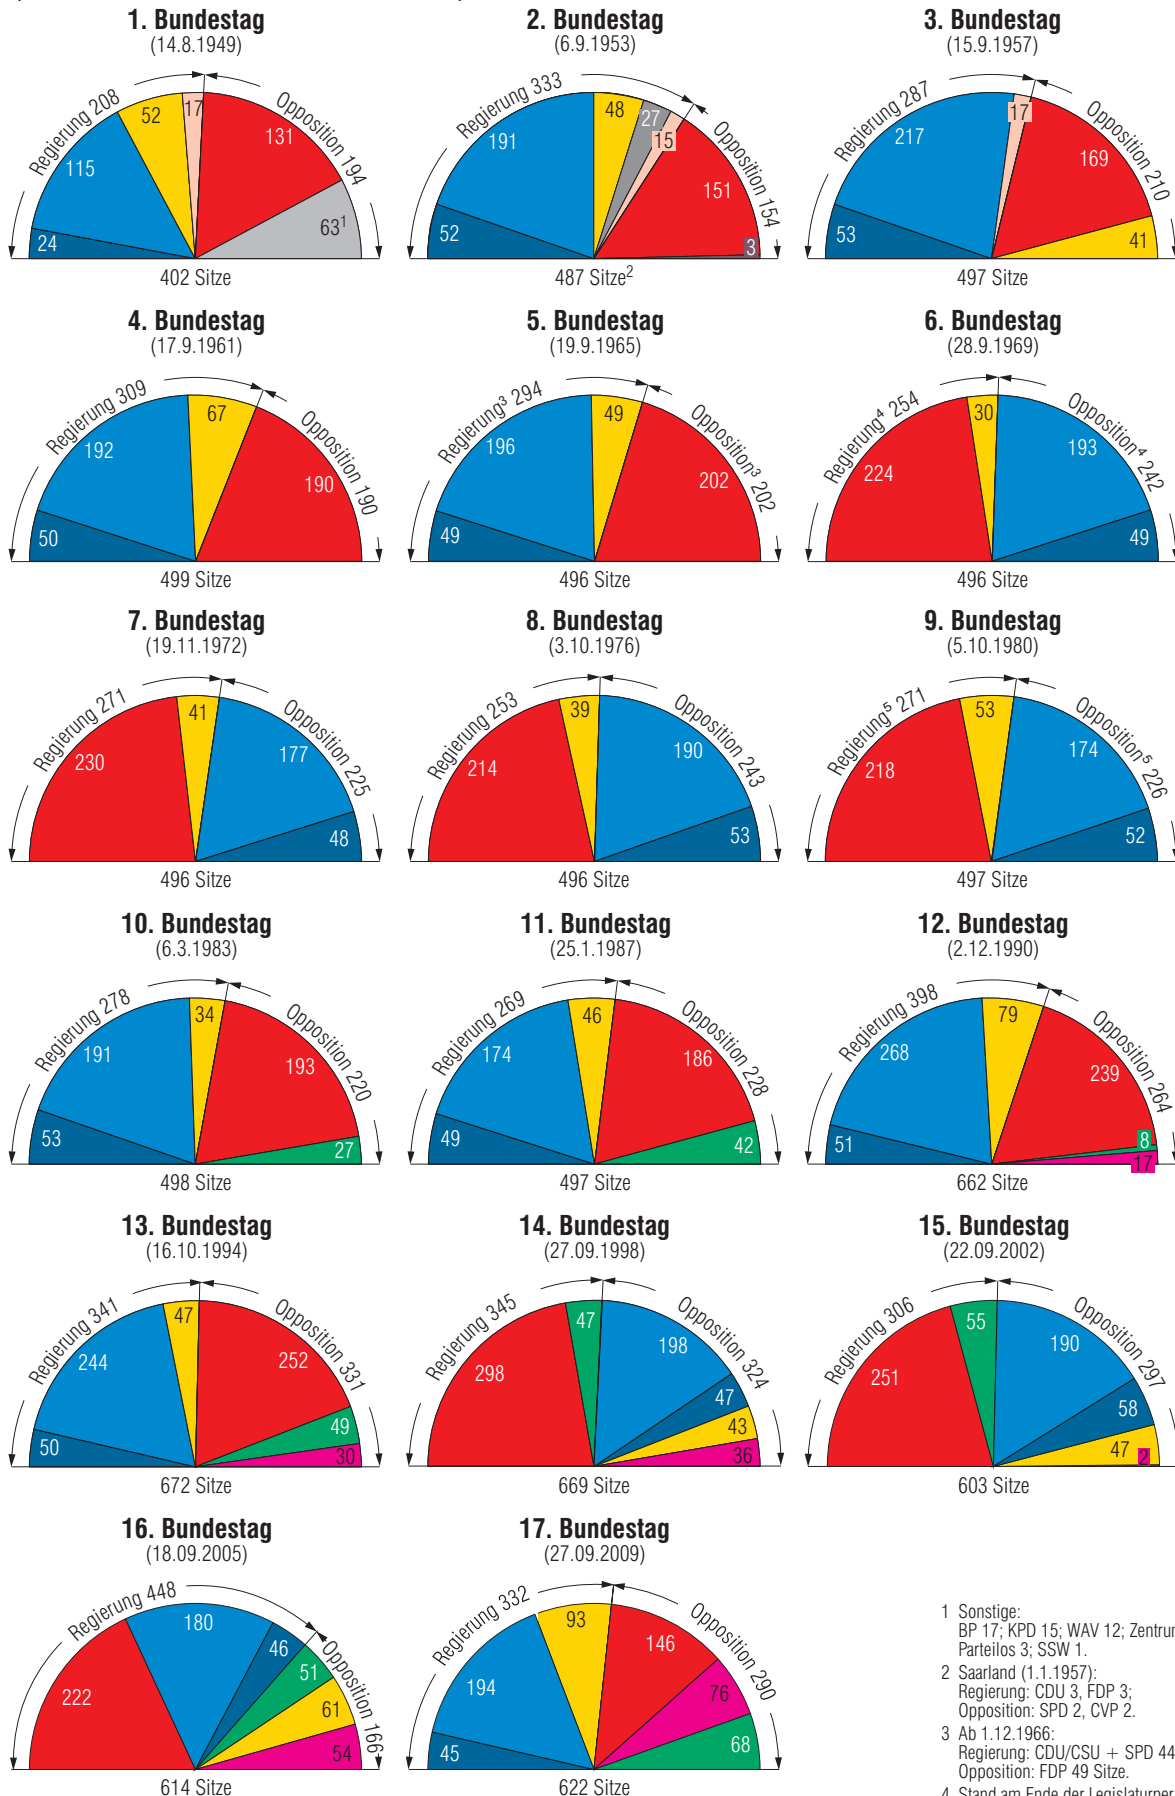 1. Bundestag
(14.8.1949)
Regierung 208
Opposition 194
24
115
52
17
131
63¹
402 Sitze
2. Bundestag
(6.9.1953)
Regierung 333
Opposition 154
52
191
48
27
15
151
3
487 Sitze²
3. Bundestag
(15.9.1957)
Regierung 287
Opposition 210
53
217
17
169
41
497 Sitze
4. Bundestag
(17.9.1961)
Regierung 309
Opposition 190
50
192
67
190
499 Sitze
5. Bundestag
(19.9.1965)
Regierung³ 294
Opposition³ 202
49
196
49
202
496 Sitze
6. Bundestag
(28.9.1969)
Regierung⁴ 254
Opposition⁴ 242
224
30
193
49
496 Sitze
7. Bundestag
(19.11.1972)
Regierung 271
Opposition 225
230
41
177
48
496 Sitze
8. Bundestag
(3.10.1976)
Regierung 253
Opposition 243
214
39
190
53
496 Sitze
9. Bundestag
(5.10.1980)
Regierung⁵ 271
Opposition⁵ 226
218
53
174
52
497 Sitze
10. Bundestag
(6.3.1983)
Regierung 278
Opposition 220
53
191
34
193
27
498 Sitze
11. Bundestag
(25.1.1987)
Regierung 269
Opposition 228
49
174
46
186
42
497 Sitze
12. Bundestag
(2.12.1990)
Regierung 398
Opposition 264
51
268
79
239
8
17
662 Sitze
13. Bundestag
(16.10.1994)
Regierung 341
Opposition 331
50
244
47
252
49
30
672 Sitze
14. Bundestag
(27.09.1998)
Regierung 345
Opposition 324
298
47
198
47
43
36
669 Sitze
15. Bundestag
(22.09.2002)
Regierung 306
Opposition 297
251
55
190
58
47
2
603 Sitze
16. Bundestag
(18.09.2005)
Regierung 448
Opposition 166
222
180
46
51
61
54
614 Sitze
17. Bundestag
(27.09.2009)
Regierung 332
Opposition 290
45
194
93
146
76
68
622 Sitze
1 Sonstige:
BP 17; KPD 15; WAV 12; Zentrum
Parteilos 3; SSW 1.
2 Saarland (1.1.1957):
Regierung: CDU 3, FDP 3;
Opposition: SPD 2, CVP 2.
3 Ab 1.12.1966:
Regierung: CDU/CSU + SPD 44
Opposition: FDP 49 Sitze.
4 Stand am Ende der Legislaturper